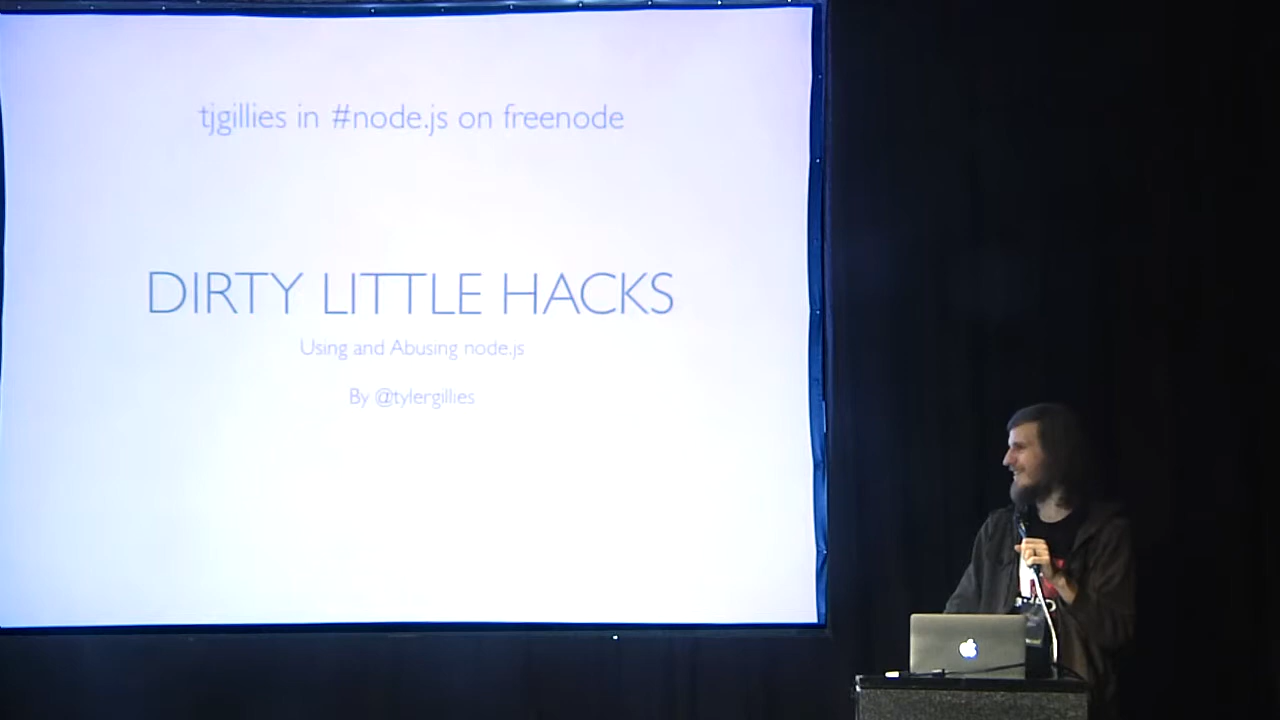 tjgillies in #node.js on freenode
DIRTY LITTLE HACKS
Using and Abusing node.js
By @tylergillies